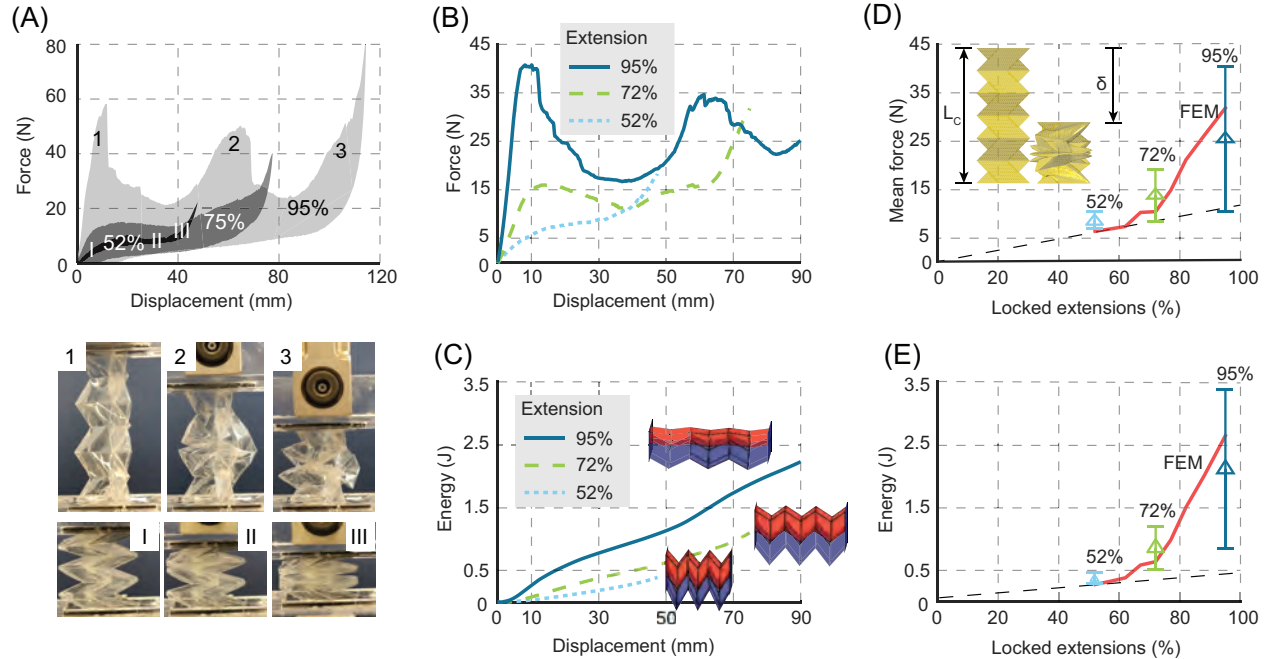 (A)
Force (N)
80
60
40
20
0
1
2
3
I
52%
II
III
75%
95%
0
40
80
120
Displacement (mm)
1
2
3
I
II
III
(B)
Force (N)
45
35
25
15
5
0
Extension
95%
72%
52%
0
10
30
50
70
90
Displacement (mm)
(C)
Energy (J)
3.5
2.5
1.5
0.5
0
Extension
95%
72%
52%
0
10
30
50
70
90
Displacement (mm)
(D)
Mean force (N)
45
35
25
15
5
0
LC
δ
95%
FEM
72%
52%
0
20
40
60
80
100
Locked extensions (%)
(E)
Energy (J)
3.5
2.5
1.5
0.5
0
95%
FEM
72%
52%
0
20
40
60
80
100
Locked extensions (%)